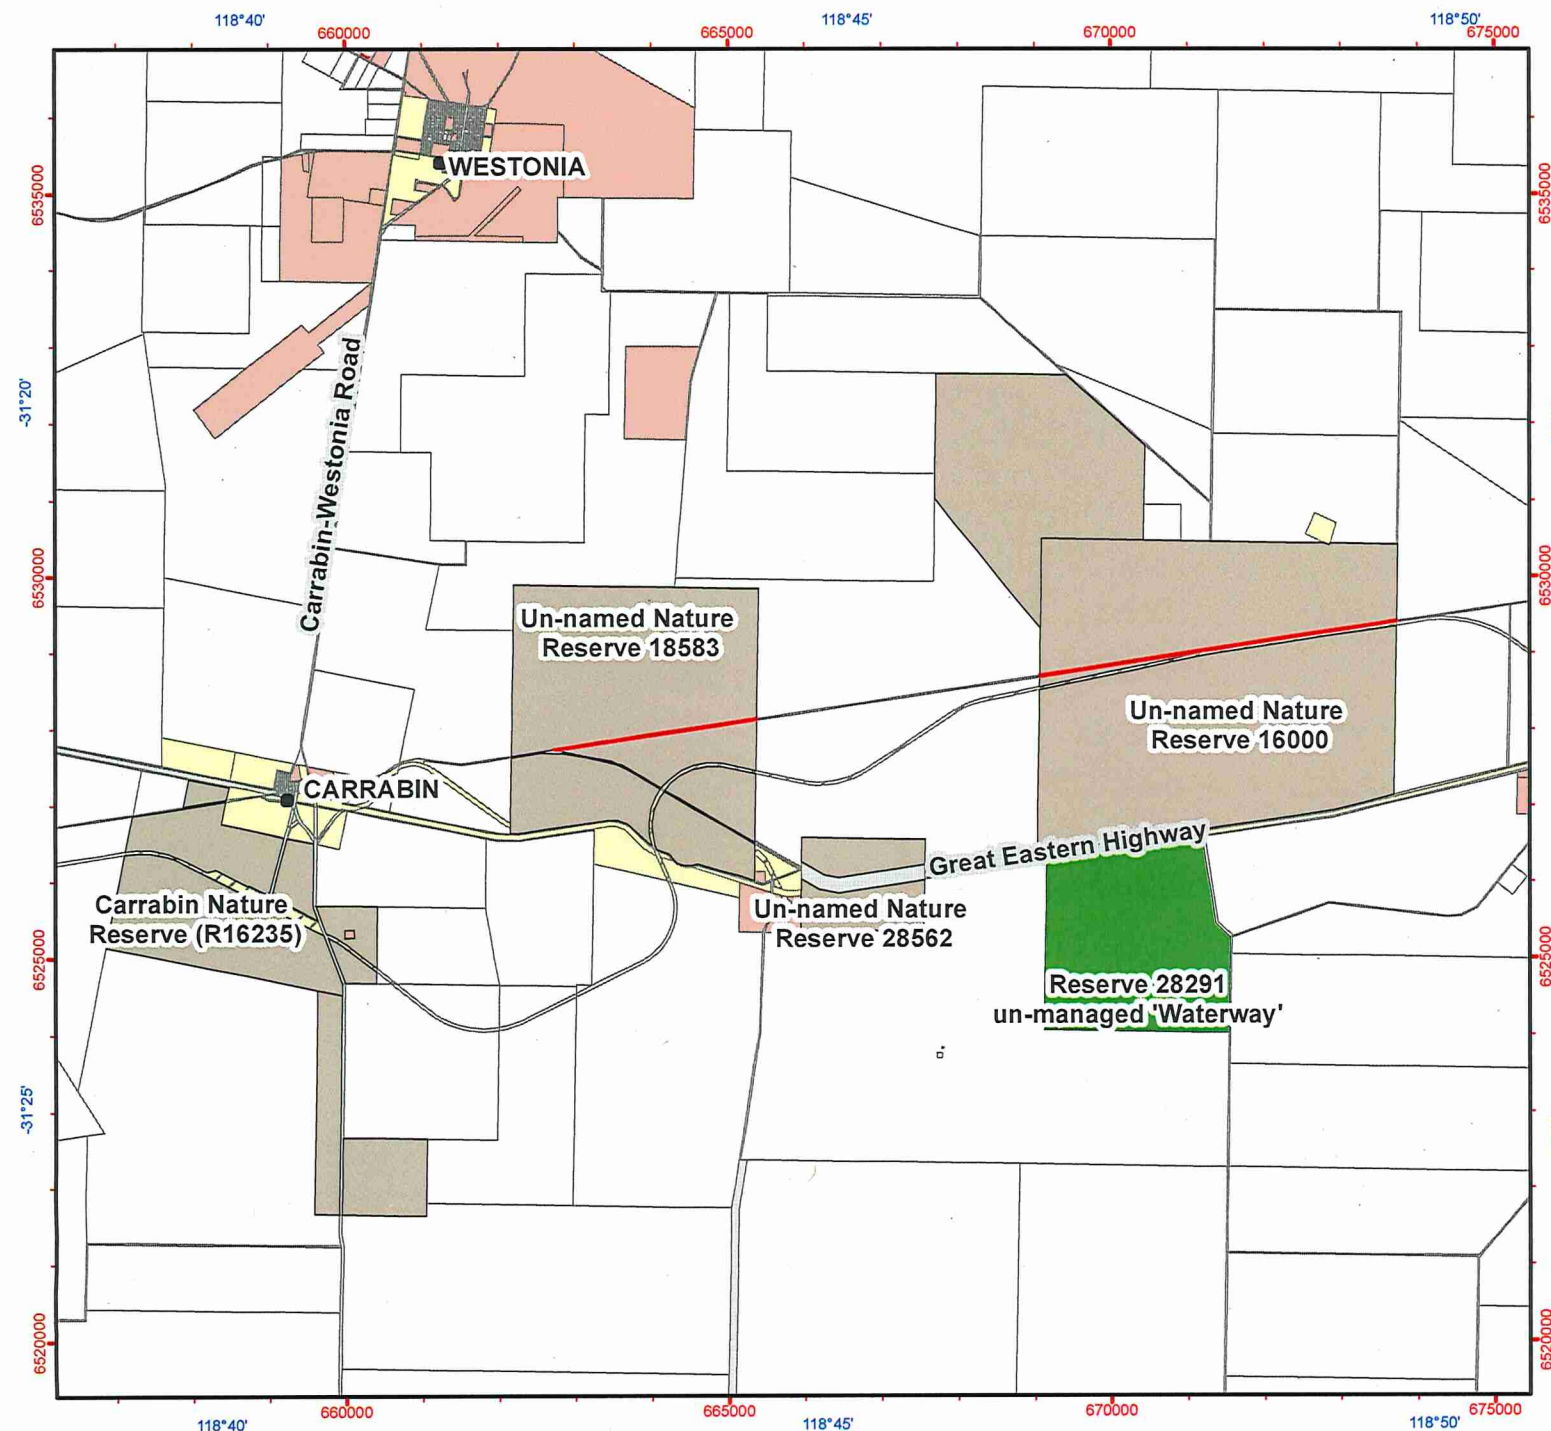 118°40'
118°45'
118°50'
660000
665000
670000
675000
6535000
6535000
WESTONIA
-31°20'
Carrabin-Westonia Road
6530000
6530000
Un-named Nature
Reserve 18583
Un-named Nature
Reserve 16000
CARRABIN
Great Eastern Highway
Carrabin Nature
Reserve (R16235)
Un-named Nature
Reserve 28562
6525000
6525000
Reserve 28291
un-managed 'Waterway'
-31°25'
6520000
6520000
660000
665000
670000
675000
118°40'
118°45'
118°50'